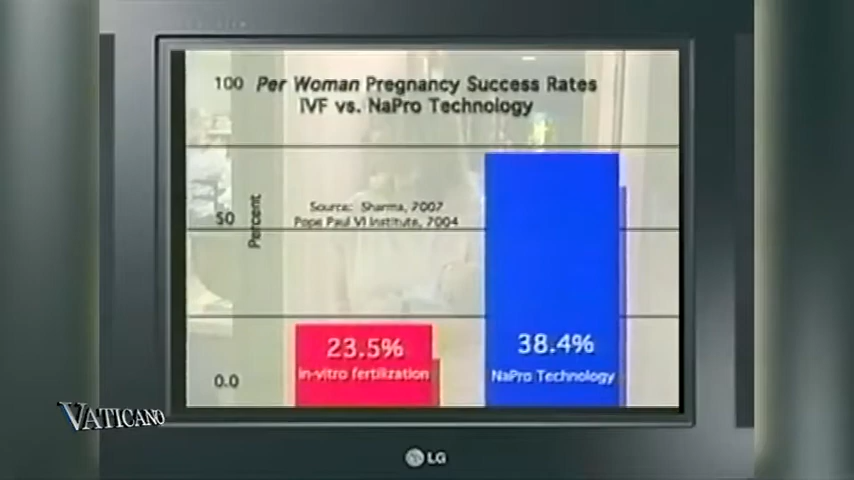 100 Per Woman Pregnancy Success Rates
IVF vs. NaPro Technology
Source: Sharma, 2002
Pope Paul VI Institute, 2004
50
Percent
23.5%
in-vitro fertilization
38.4%
NaPro Technology
0.0
VATICANO
LG